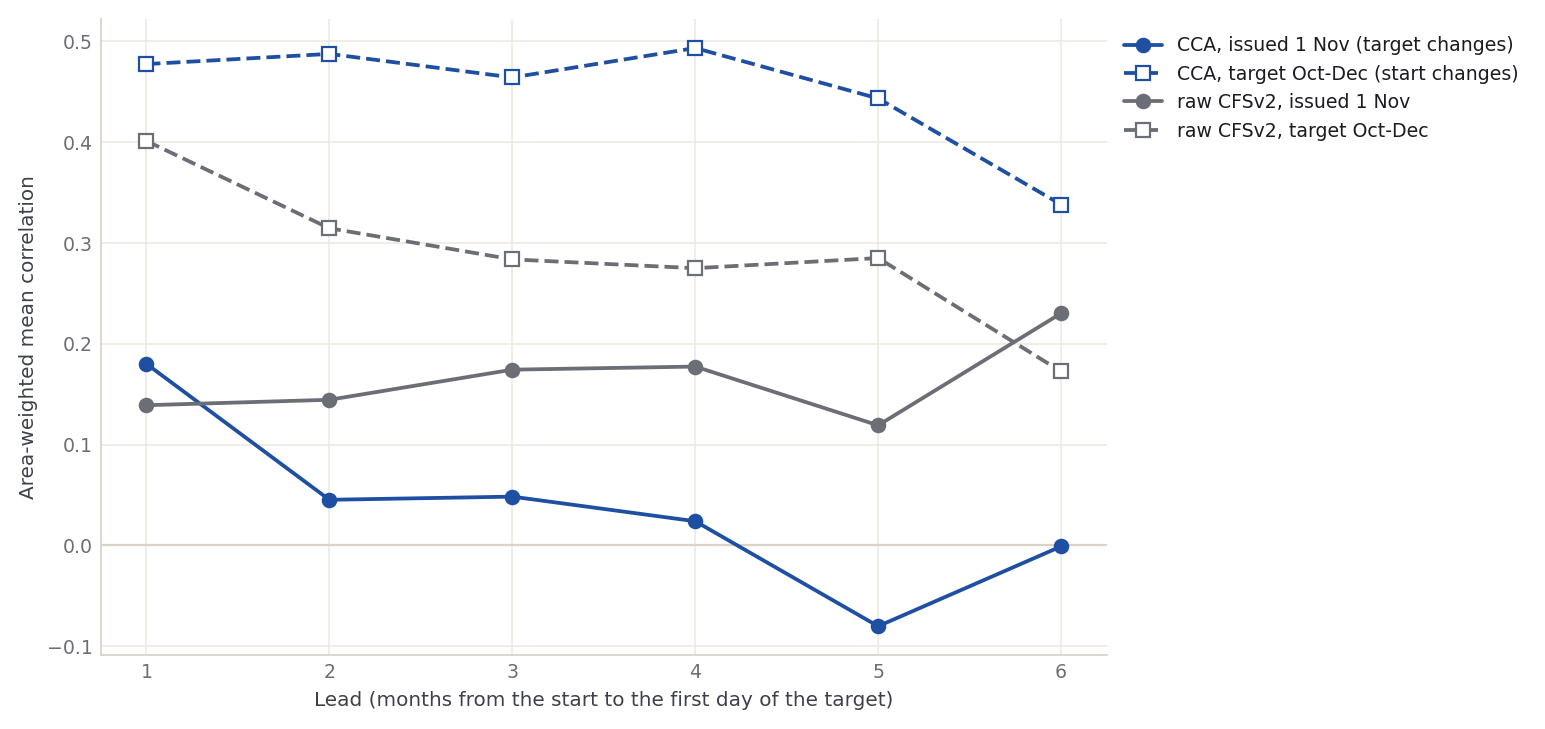 CCA, issued 1 Nov (target changes)
CCA, target Oct-Dec (start changes)
raw CFSv2, issued 1 Nov
raw CFSv2, target Oct-Dec
Area-weighted mean correlation
0.5
0.4
0.3
0.2
0.1
0.0
−0.1
1 2 3 4 5 6
Lead (months from the start to the first day of the target)